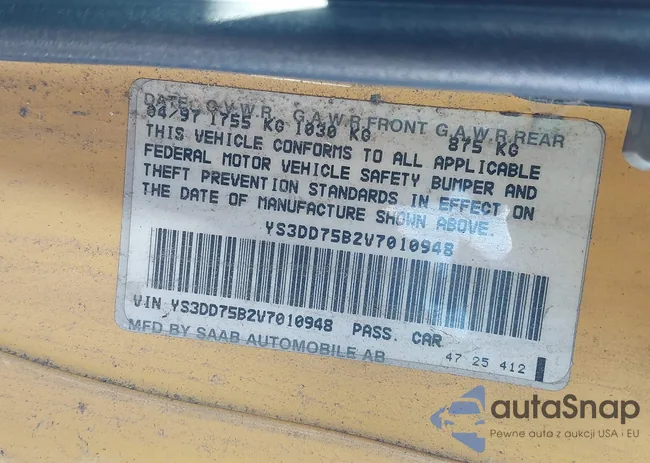 DATE G.V.W.R. G.A.W.R FRONT G.A.W.R REAR
04/97 1755 KG 1030 KG 875 KG
THIS VEHICLE CONFORMS TO ALL APPLICABLE
FEDERAL MOTOR VEHICLE SAFETY BUMPER AND
THEFT PREVENTION STANDARDS IN EFFECT ON
THE DATE OF MANUFACTURE SHOWN ABOVE.
YS3DD75B2V7010948
VIN YS3DD75B2V7010948 PASS. CAR
MFD BY SAAB AUTOMOBILE AB
47 25 412
autaSnap
Pewne auta z aukcji USA i EU